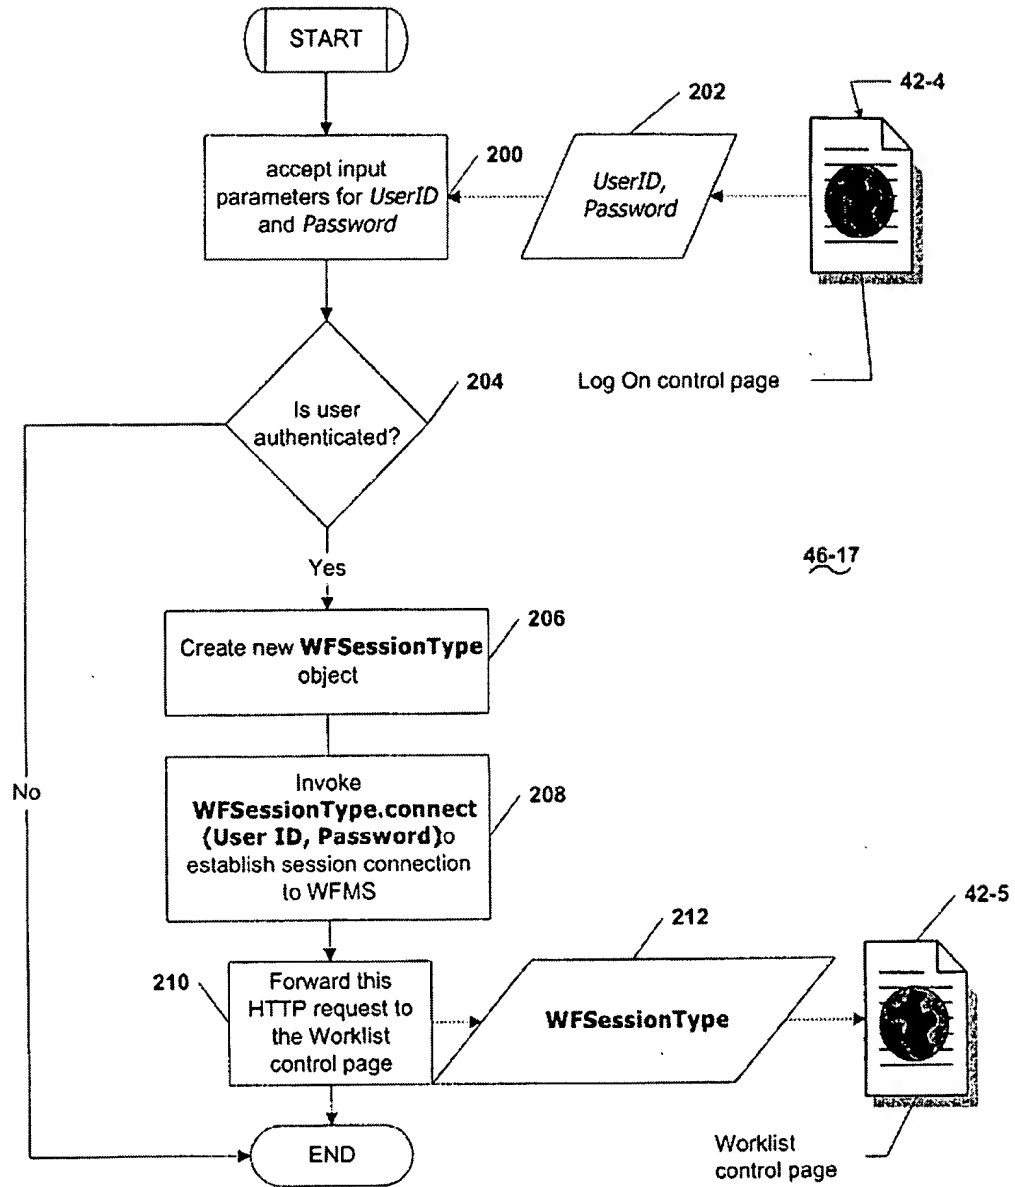 START
42-4
202
200
accept input
parameters for UserID
and Password
UserID,
Password
204
Log On control page
Is user
authenticated?
46-17
Yes
206
Create new WFSessionType
object
No
Invoke
WFSessionType.connect
(User ID, Password)o
establish session connection
to WFMS
208
42-5
212
210
Forward this
HTTP request to
the Worklist
control page
WFSessionType
END
Worklist
control page